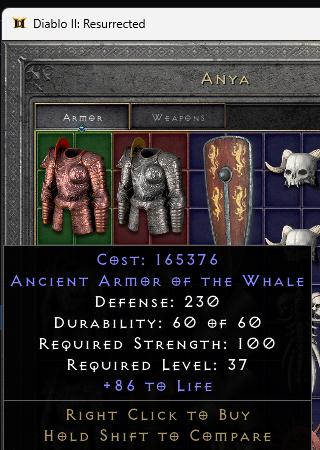 Diablo II: Resurrected
Anya
Armor
Weapons
Cost: 165376
Ancient Armor of the Whale
Defense: 230
Durability: 60 of 60
Required Strength: 100
Required Level: 37
+86 to Life
Right Click to Buy
Hold Shift to Compare